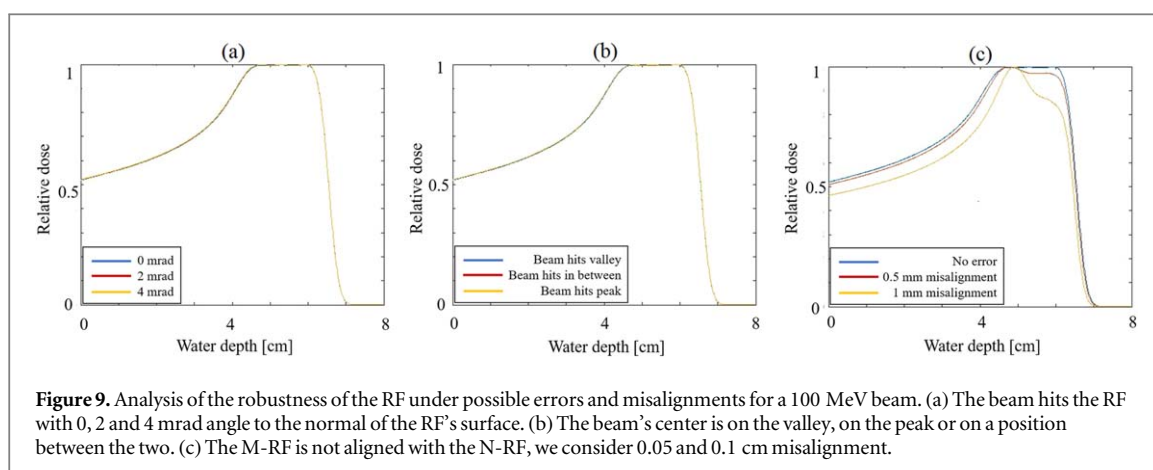 (a)
1
0.5
0
Relative dose
0 mrad
2 mrad
4 mrad
0
4
8
Water depth [cm]
(b)
1
0.5
0
Relative dose
Beam hits valley
Beam hits in between
Beam hits peak
0
4
8
Water depth [cm]
(c)
1
0.5
0
Relative dose
No error
0.5 mm misalignment
1 mm misalignment
0
4
8
Water depth [cm]
Figure 9. Analysis of the robustness of the RF under possible errors and misalignments for a 100 MeV beam. (a) The beam hits the RF
with 0, 2 and 4 mrad angle to the normal of the RF's surface. (b) The beam's center is on the valley, on the peak or on a position
between the two. (c) The M-RF is not aligned with the N-RF, we consider 0.05 and 0.1 cm misalignment.